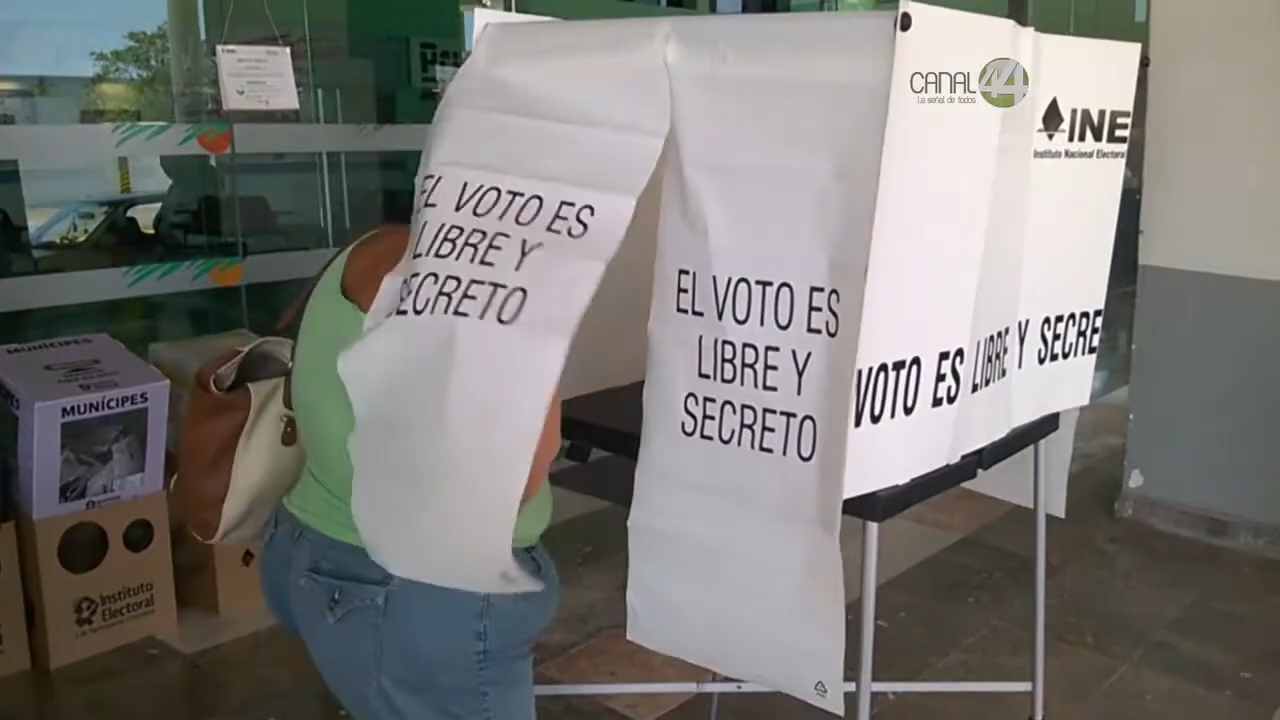 CANAL 44
La señal de todos
INE
Instituto Nacional Electoral
EL VOTO ES
LIBRE Y
SECRETO
EL VOTO ES
LIBRE Y
SECRETO
VOTO ES LIBRE Y SECRE
MUNÍCIPES
MUNÍCIPES
Instituto
Electoral